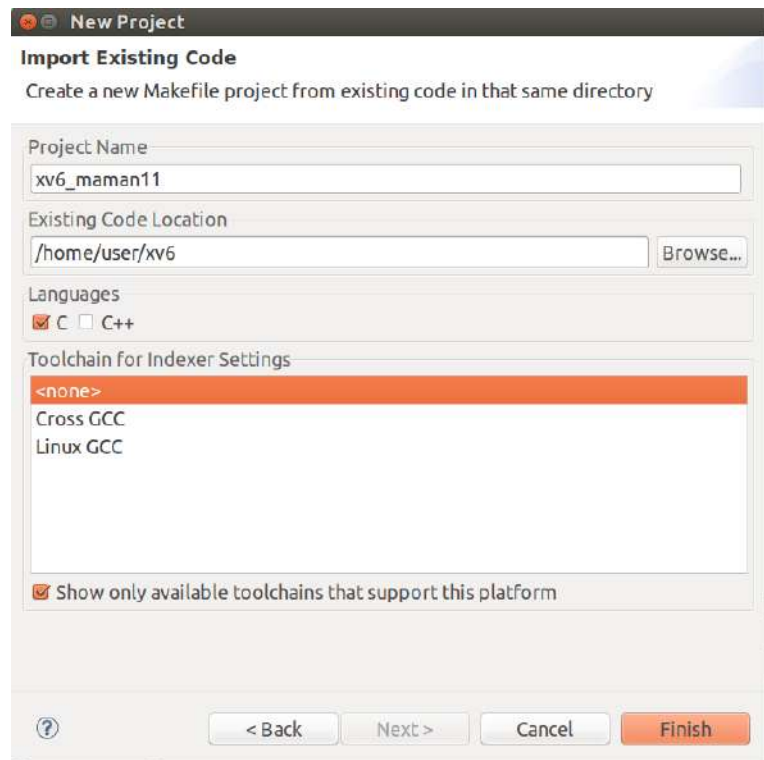 New Project
Import Existing Code
Create a new Makefile project from existing code in that same directory
Project Name
xv6_maman11
Existing Code Location
/home/user/xv6
Browse...
Languages
C C++
Toolchain for Indexer Settings
<none>
Cross GCC
Linux GCC
Show only available toolchains that support this platform
? < Back Next > Cancel Finish